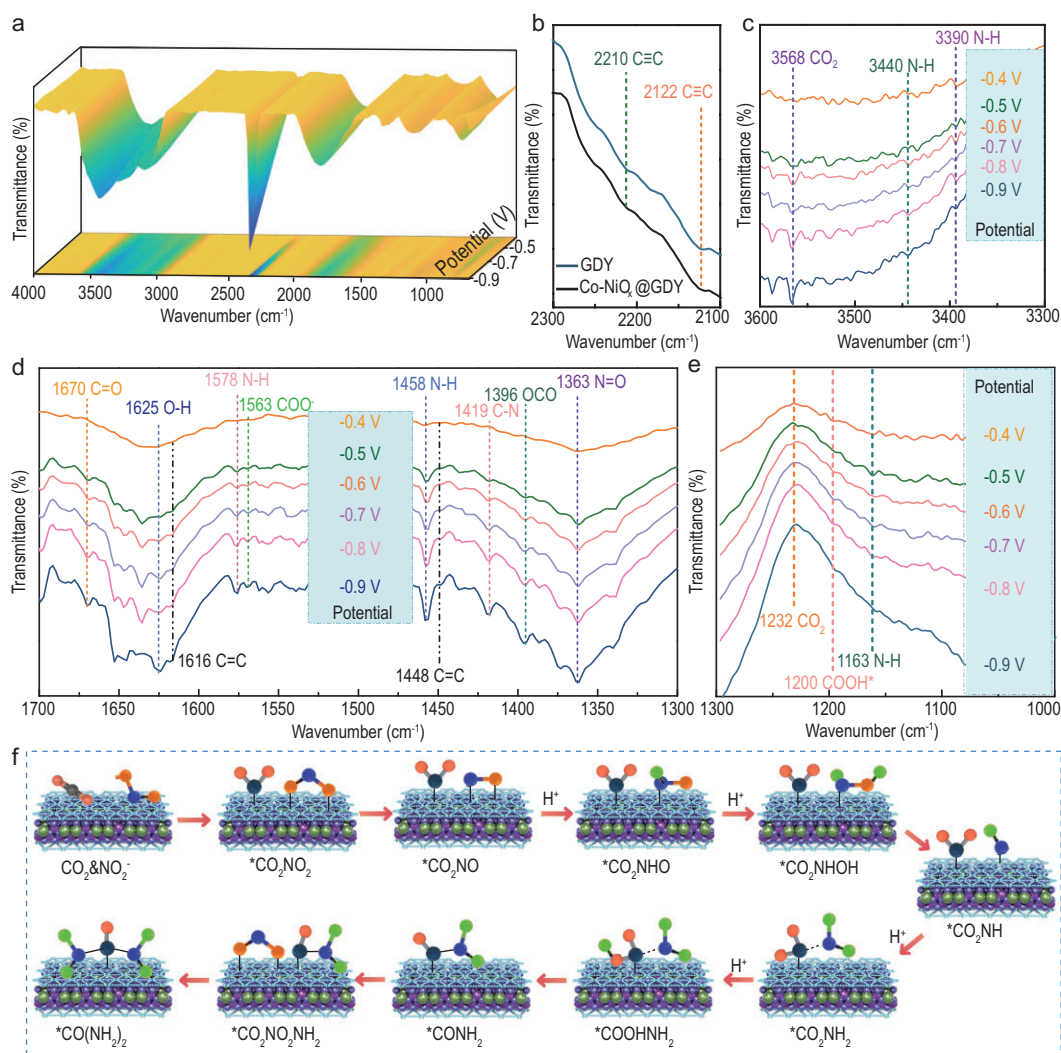 a
Transmittance (%)
Potential (V)
-0.5
-0.7
-0.9
4000 3500 3000 2500 2000 1500 1000
Wavenumber (cm⁻¹)
b
2210 C≡C
2122 C≡C
Transmittance (%)
GDY
Co-NiOₓ@GDY
2300 2200 2100
Wavenumber (cm⁻¹)
c
3390 N-H
3568 CO₂
3440 N-H
-0.4 V
-0.5 V
-0.6 V
-0.7 V
-0.8 V
-0.9 V
Potential
Transmittance (%)
3600 3500 3400 3300
Wavenumber (cm⁻¹)
d
1670 C=O
1625 O-H
1578 N-H
1563 COO⁻
1458 N-H
1419 C-N
1396 OCO
1363 N=O
-0.4 V
-0.5 V
-0.6 V
-0.7 V
-0.8 V
-0.9 V
Potential
1616 C=C
1448 C=C
Transmittance (%)
1700 1650 1600 1550 1500 1450 1400 1350 1300
Wavenumber (cm⁻¹)
e
Potential
-0.4 V
-0.5 V
-0.6 V
-0.7 V
-0.8 V
-0.9 V
1232 CO₂
1163 N-H
1200 COOH*
Transmittance (%)
1300 1200 1100 1000
Wavenumber (cm⁻¹)
f
H⁺
H⁺
CO₂&NO₂⁻
*CO₂NO₂
*CO₂NO
*CO₂NHO
*CO₂NHOH
*CO₂NH
H⁺
H⁺
*CO(NH₂)₂
*CO₂NO₂NH₂
*CONH₂
*COOHNH₂
*CO₂NH₂